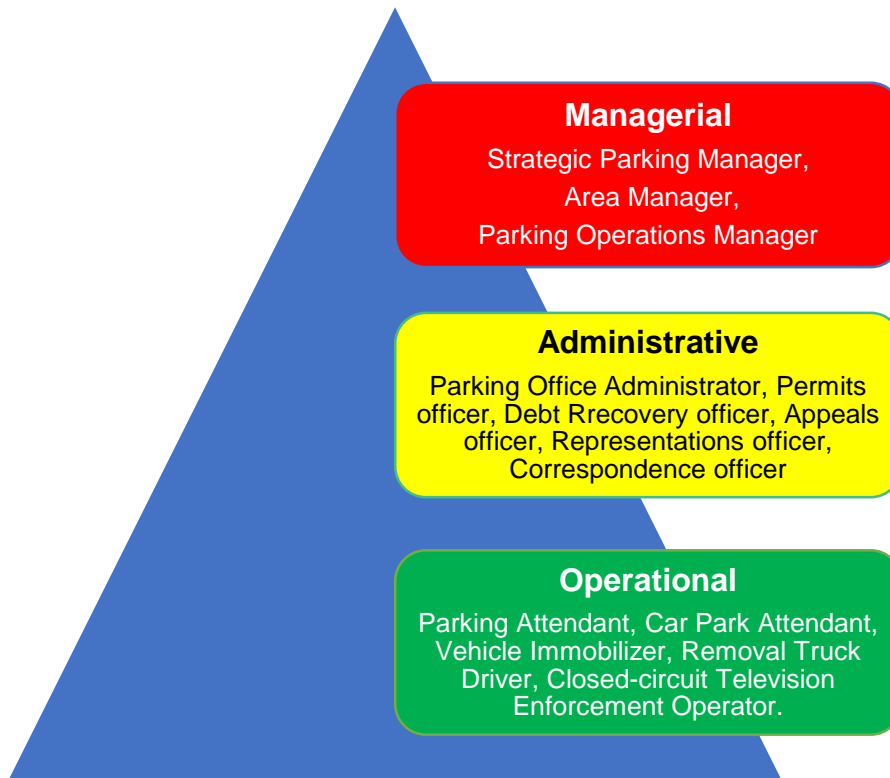 Managerial
Strategic Parking Manager,
Area Manager,
Parking Operations Manager
Administrative
Parking Office Administrator, Permits
officer, Debt Rrecovery officer, Appeals
officer, Representations officer,
Correspondence officer
Operational
Parking Attendant, Car Park Attendant,
Vehicle Immobilizer, Removal Truck
Driver, Closed-circuit Television
Enforcement Operator.